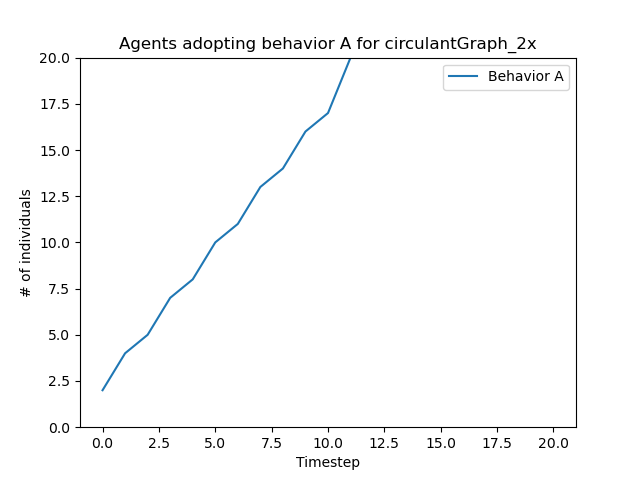 Agents adopting behavior A for circulantGraph_2x
20.0
17.5
15.0
12.5
10.0
7.5
5.0
2.5
0.0
# of individuals
Behavior A
0.0 2.5 5.0 7.5 10.0 12.5 15.0 17.5 20.0
Timestep